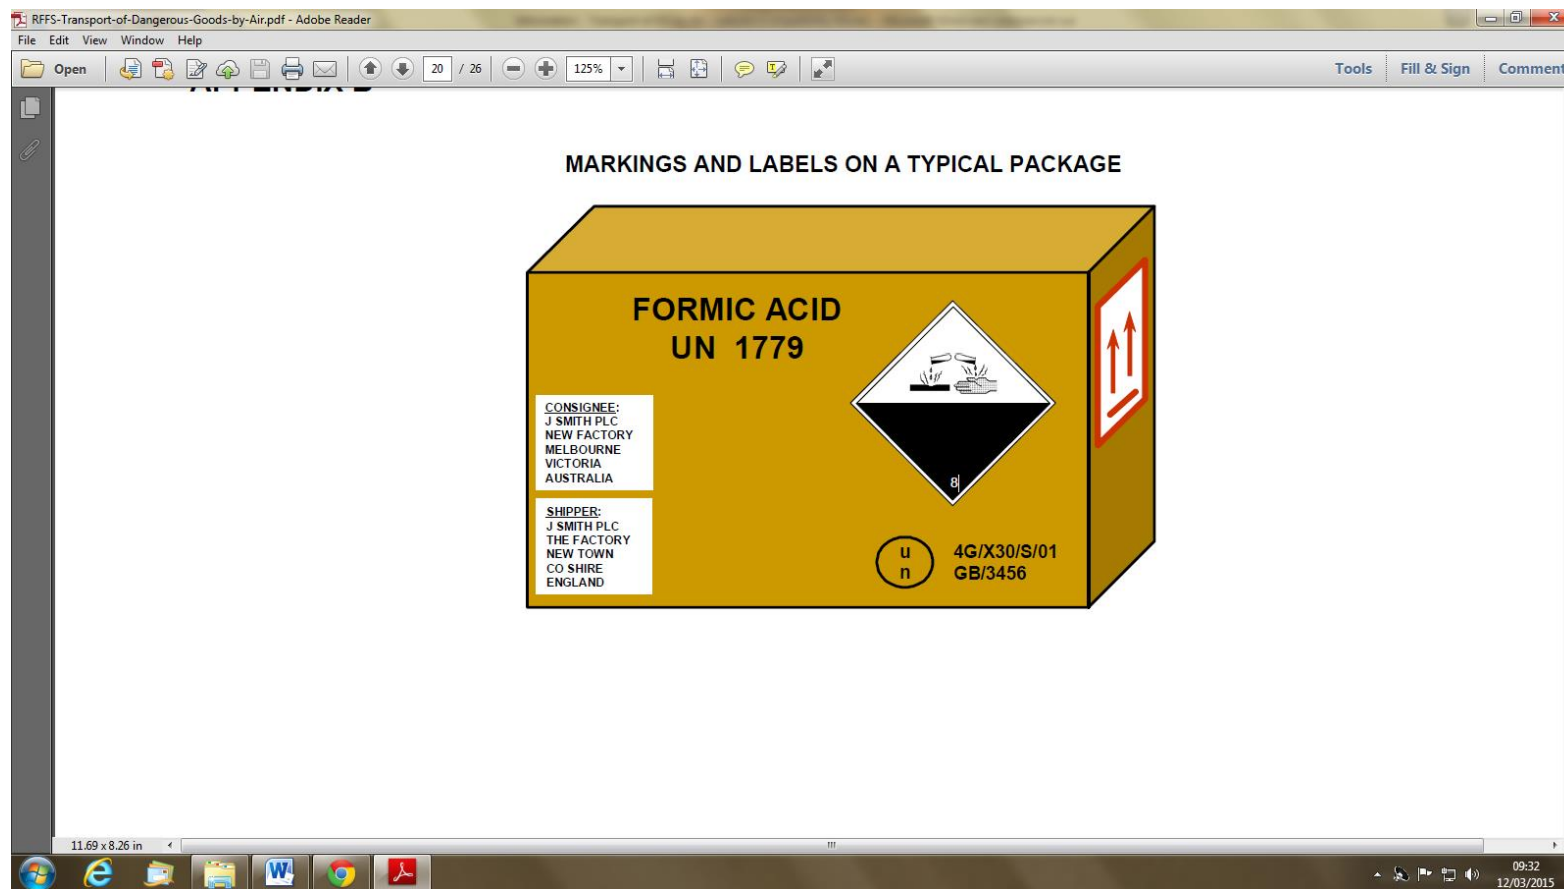 RFFS-Transport-of-Dangerous-Goods-by-Air.pdf - Adobe Reader
File Edit View Window Help
Open 20 / 26 125% Tools Fill & Sign Comment
APPENDIX B
MARKINGS AND LABELS ON A TYPICAL PACKAGE
FORMIC ACID
UN 1779
CONSIGNEE:
J SMITH PLC
NEW FACTORY
MELBOURNE
VICTORIA
AUSTRALIA
8
SHIPPER:
J SMITH PLC
THE FACTORY
NEW TOWN
CO SHIRE
ENGLAND
u
n
4G/X30/S/01
GB/3456
11.69 x 8.26 in
09:32
12/03/2015